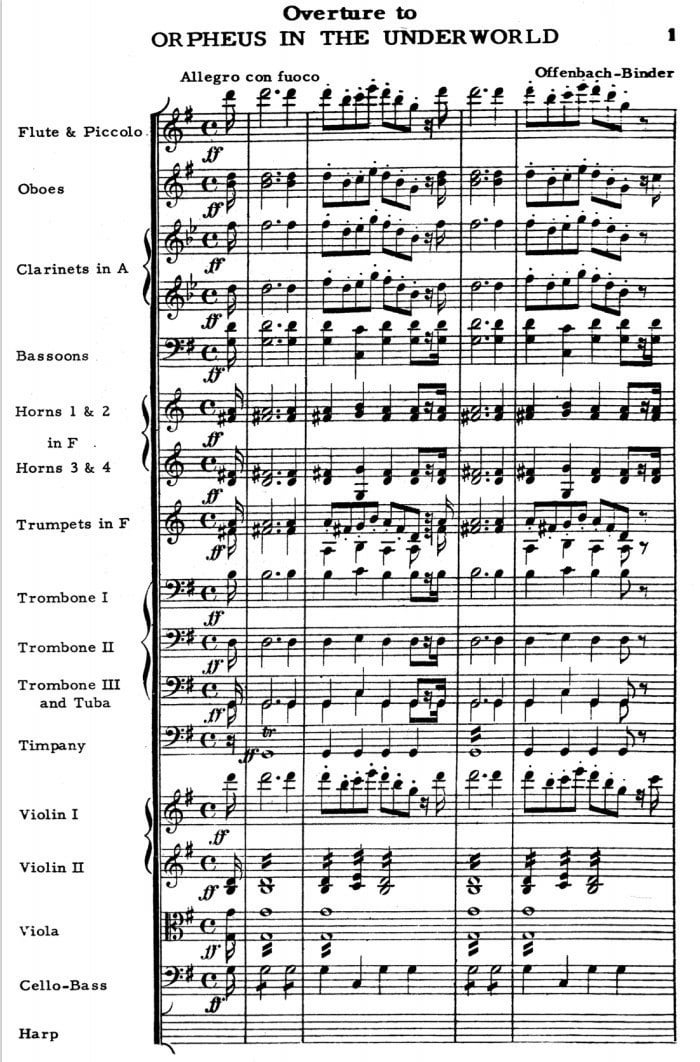 Overture to
ORPHEUS IN THE UNDERWORLD 1
Allegro con fuoco Offenbach-Binder
Flute & Piccolo
ff
Oboes
ff
Clarinets in A
ff
ff
Bassoons
ff
Horns 1 & 2
ff
in F
Horns 3 & 4
ff
Trumpets in F
ff
Trombone I
ff
Trombone II
ff
Trombone III
and Tuba
ff
Timpany
ff
tr
Violin I
ff
Violin II
ff
Viola
ff
Cello-Bass
ff
Harp